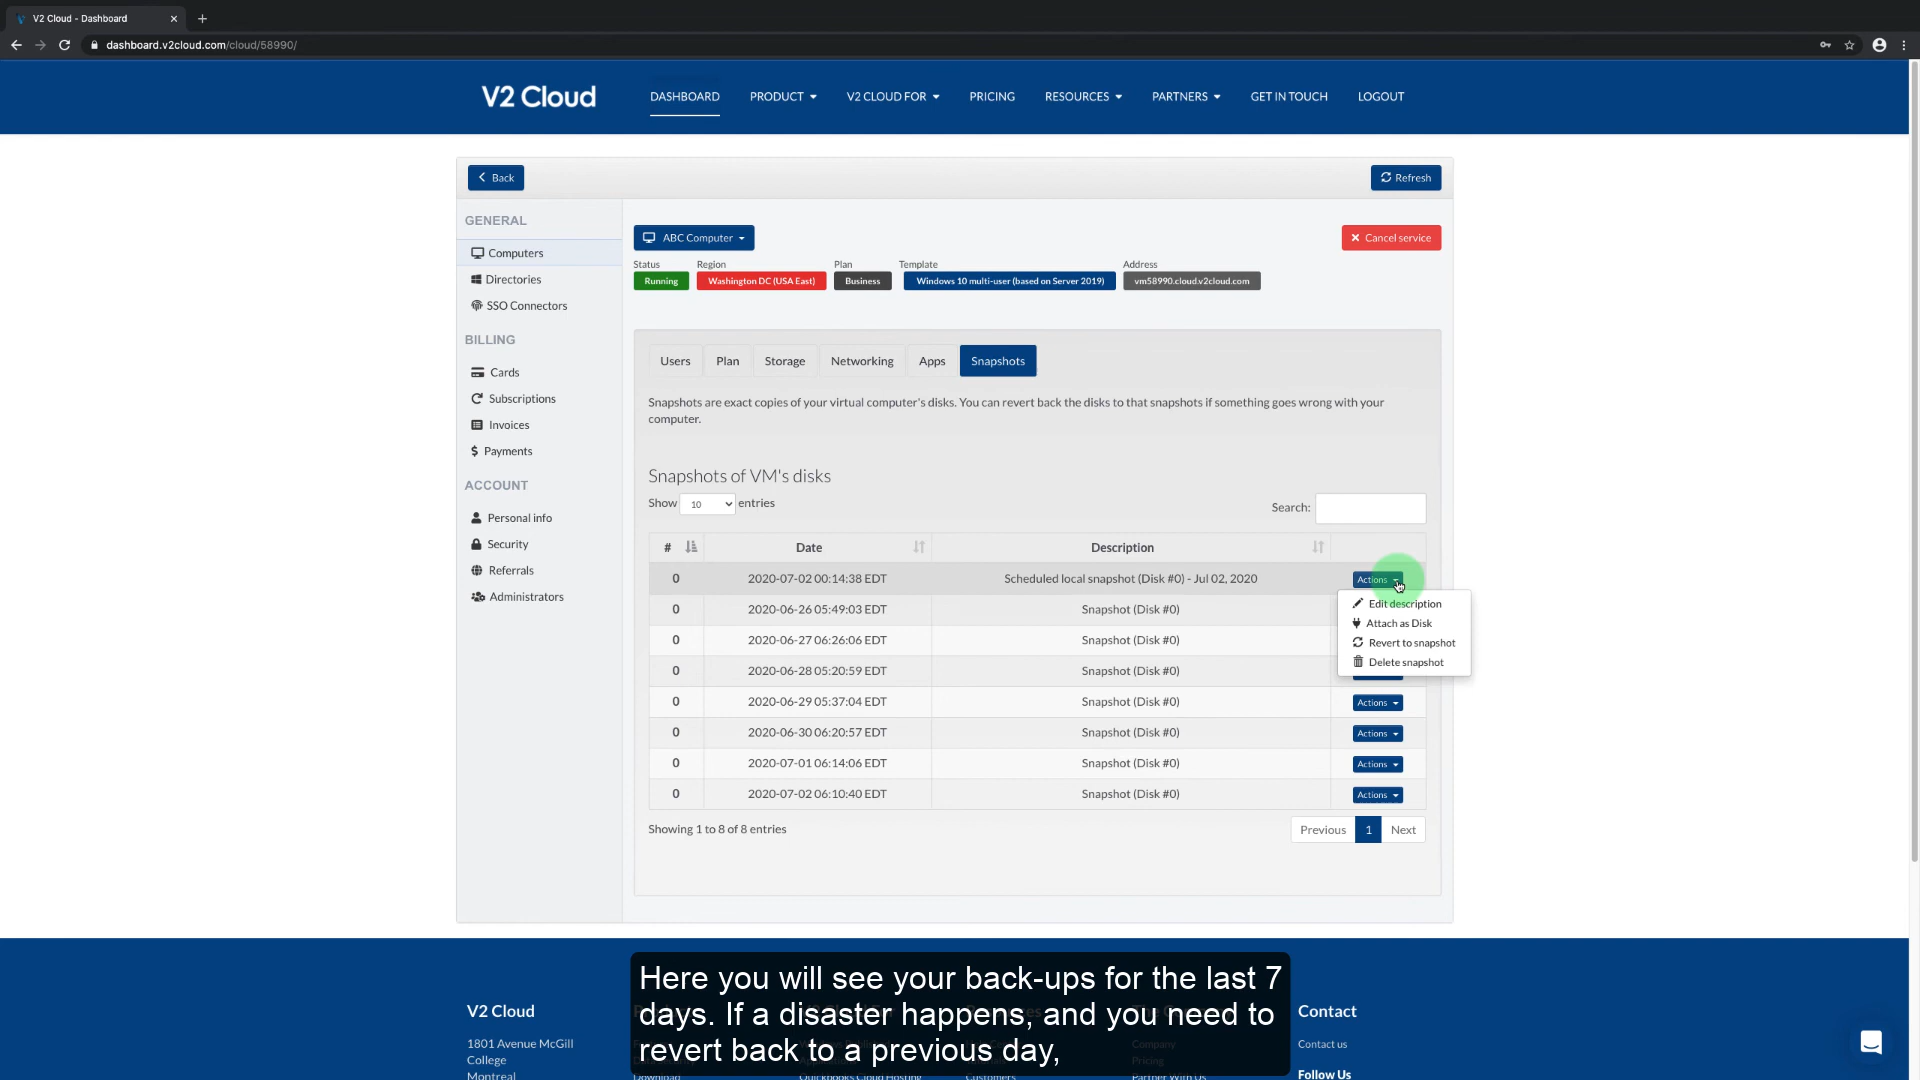 V2 Cloud - Dashboard
dashboard.v2cloud.com/cloud/58990/
V2 Cloud
DASHBOARD
PRODUCT
V2 CLOUD FOR
PRICING
RESOURCES
PARTNERS
GET IN TOUCH
LOGOUT
Back
Refresh
GENERAL
Computers
Directories
SSO Connectors
BILLING
Cards
Subscriptions
Invoices
$ Payments
ACCOUNT
Personal info
Security
Referrals
Administrators
ABC Computer
Cancel service
Status Region Plan Template Address
Running Washington DC (USA East) Business Windows 10 multi-user (based on Server 2019) vm58990.cloud.v2cloud.com
Users Plan Storage Networking Apps Snapshots
Snapshots are exact copies of your virtual computer's disks. You can revert back the disks to that snapshots if something goes wrong with your
computer.
Snapshots of VM's disks
Show 10 entries
Search:
# Date Description
0 2020-07-02 00:14:38 EDT Scheduled local snapshot (Disk #0) - Jul 02, 2020 Actions
Edit description
Attach as Disk
Revert to snapshot
Delete snapshot
0 2020-06-26 05:49:03 EDT Snapshot (Disk #0)
0 2020-06-27 06:26:06 EDT Snapshot (Disk #0)
0 2020-06-28 05:20:59 EDT Snapshot (Disk #0)
0 2020-06-29 05:37:04 EDT Snapshot (Disk #0) Actions
0 2020-06-30 06:20:57 EDT Snapshot (Disk #0) Actions
0 2020-07-01 06:14:06 EDT Snapshot (Disk #0) Actions
0 2020-07-02 06:10:40 EDT Snapshot (Disk #0) Actions
Showing 1 to 8 of 8 entries
Previous 1 Next
Here you will see your back-ups for the last 7
days. If a disaster happens, and you need to
revert back to a previous day,
V2 Cloud
1801 Avenue McGill
College
Montreal
Download
Quickbooks Cloud Hosting
Customers
Company
Pricing
Partner With Us
Contact
Contact us
Follow Us